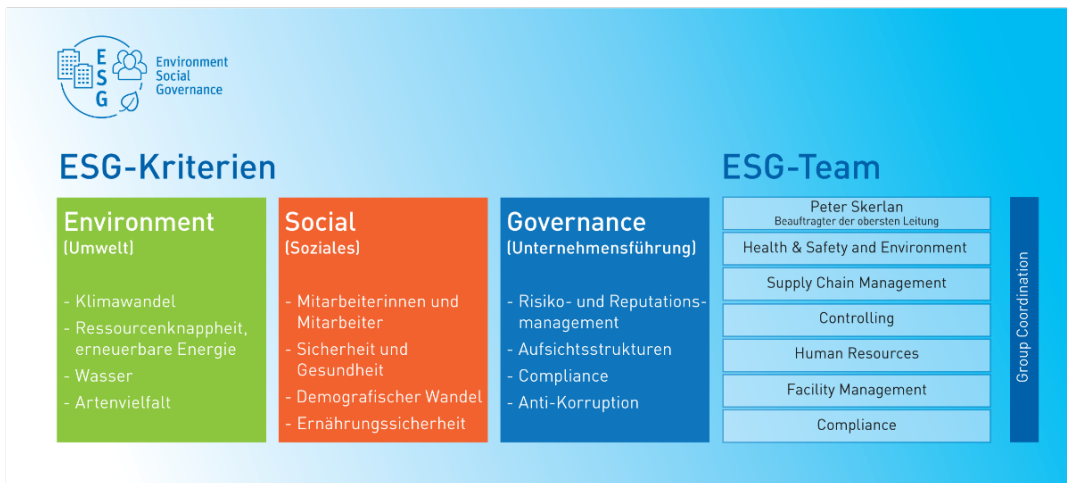 E
S
G
Environment
Social
Governance
ESG-Kriterien
Environment
(Umwelt)
- Klimawandel
- Ressourcenknappheit,
erneuerbare Energie
- Wasser
- Artenvielfalt
Social
(Soziales)
- Mitarbeiterinnen und
Mitarbeiter
- Sicherheit und
Gesundheit
- Demografischer Wandel
- Ernährungssicherheit
Governance
(Unternehmensführung)
- Risiko- und Reputations-
management
- Aufsichtsstrukturen
- Compliance
- Anti-Korruption
ESG-Team
Peter Skerlan
Beauftragter der obersten Leitung
Health & Safety and Environment
Supply Chain Management
Controlling
Human Resources
Facility Management
Compliance
Group Coordination